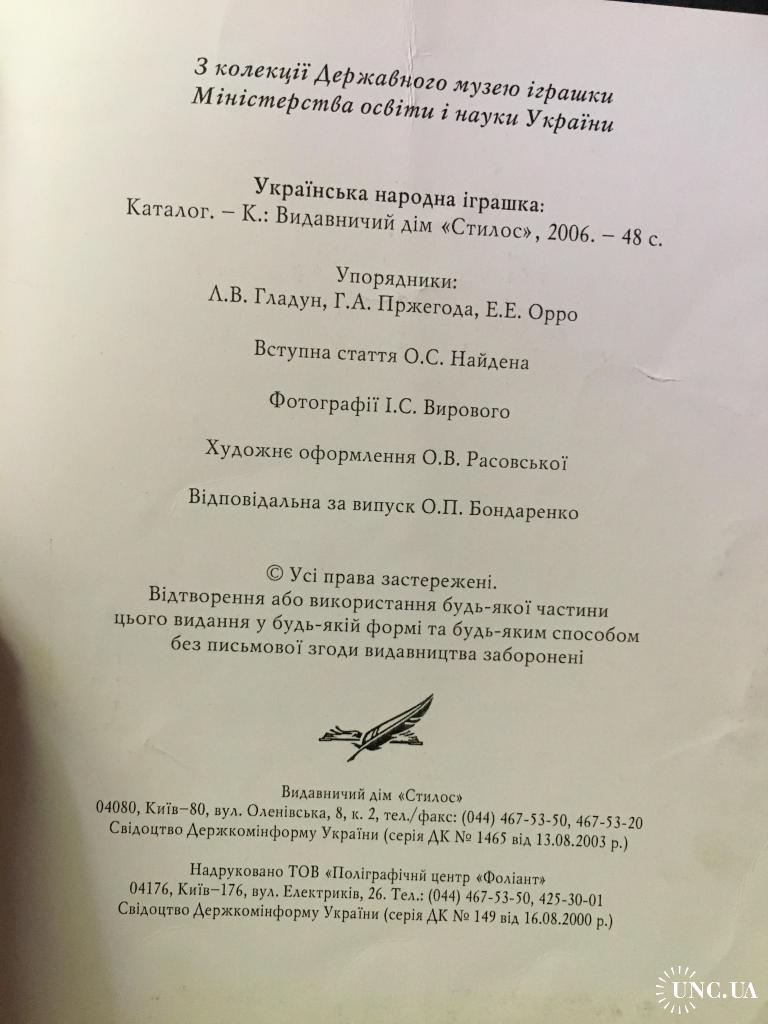 З колекції Державного музею іграшки
Міністерства освіти і науки України
Українська народна іграшка:
Каталог. – К.: Видавничий дім «Стилос», 2006. – 48 с.
Упорядники:
Л.В. Гладун, Г.А. Пржегода, Е.Е. Орро
Вступна стаття О.С. Найдена
Фотографії І.С. Вирового
Художнє оформлення О.В. Расовської
Відповідальна за випуск О.П. Бондаренко
© Усі права застережені.
Відтворення або використання будь-якої частини
цього видання у будь-якій формі та будь-яким способом
без письмової згоди видавництва заборонені
Видавничий дім «Стилос»
04080, Київ–80, вул. Оленівська, 8, к. 2, тел./факс: (044) 467-53-50, 467-53-20
Свідоцтво Держкомінформу України (серія ДК № 1465 від 13.08.2003 р.)
Надруковано ТОВ «Поліграфічнй центр «Фоліант»
04176, Київ–176, вул. Електриків, 26. Тел.: (044) 467-53-50, 425-30-01
Свідоцтво Держкомінформу України (серія ДК № 149 від 16.08.2000 р.)
UNC.UA